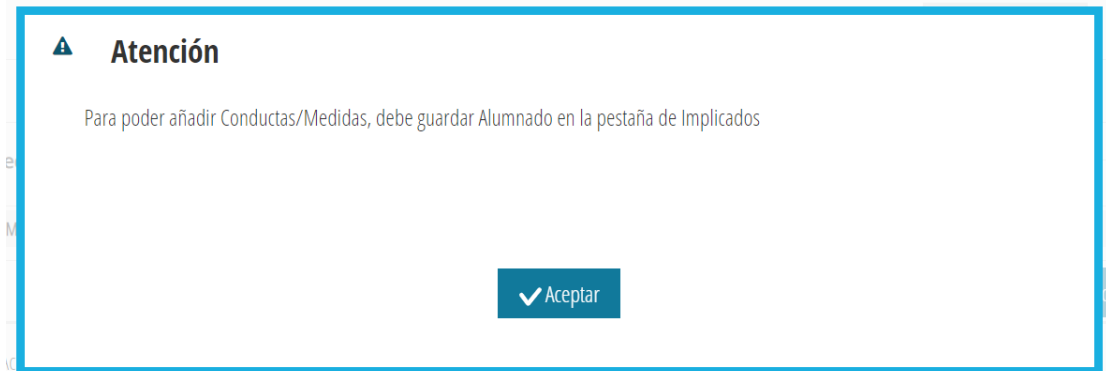 Atención
Para poder añadir Conductas/Medidas, debe guardar Alumnado en la pestaña de Implicados
Aceptar